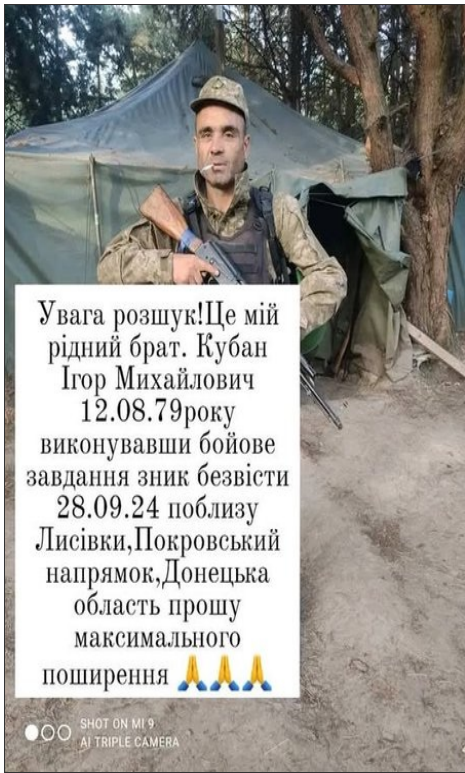 Увага розшук!Це мій
рідний брат. Кубан
Ігор Михайлович
12.08.79року
виконувавши бойове
завдання зник безвісти
28.09.24 поблизу
Лисівки,Покровський
напрямок,Донецька
область прошу
максимального
поширення 🙏🙏🙏
SHOT ON MI 9
AI TRIPLE CAMERA